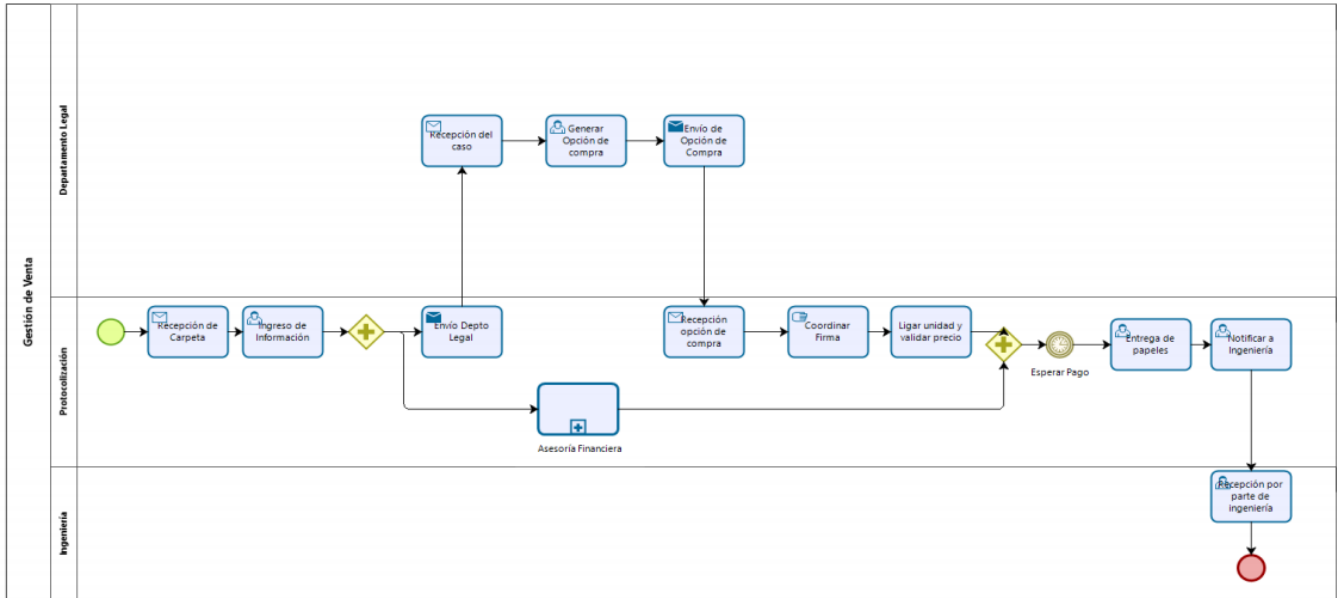 Gestión de Venta
Departamento Legal
Recepción del
caso
Generar
Opción de
compra
Envío de
Opción de
Compra
Protocolización
Recepción de
Carpeta
Ingreso de
Información
Envío Depto
Legal
Recepción
opción de
compra
Coordinar
Firma
Ligar unidad y
validar precio
Esperar Pago
Entrega de
papeles
Notificar a
Ingeniería
Asesoría Financiera
Ingeniería
Recepción por
parte de
ingeniería